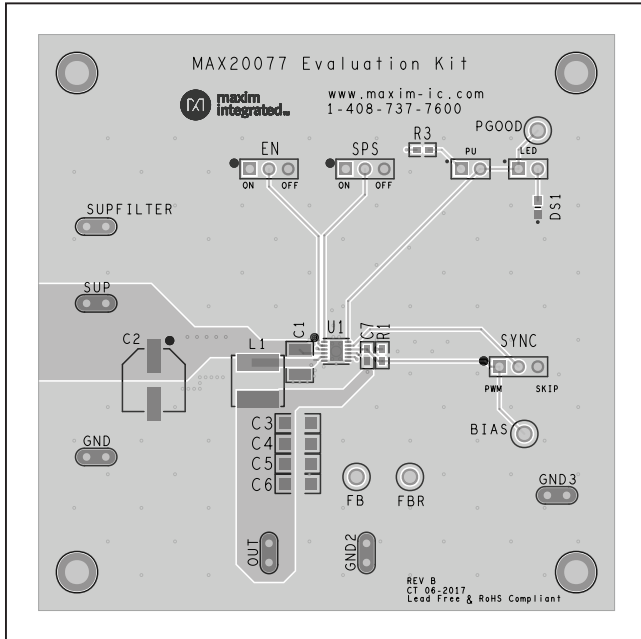 MAX20077 Evaluation Kit
maxim
integrated™
www.maxim-ic.com
1-408-737-7600
PGOOD
R3
EN
SPS
PU
LED
ON
OFF
ON
OFF
DS1
SUPFILTER
SUP
C2
L1
C1
U1
C7
R1
SYNC
PWM
SKIP
BIAS
C3
C4
C5
C6
GND
FB
FBR
GND3
OUT
GND2
REV B
CT 06-2017
Lead Free & RoHS Compliant